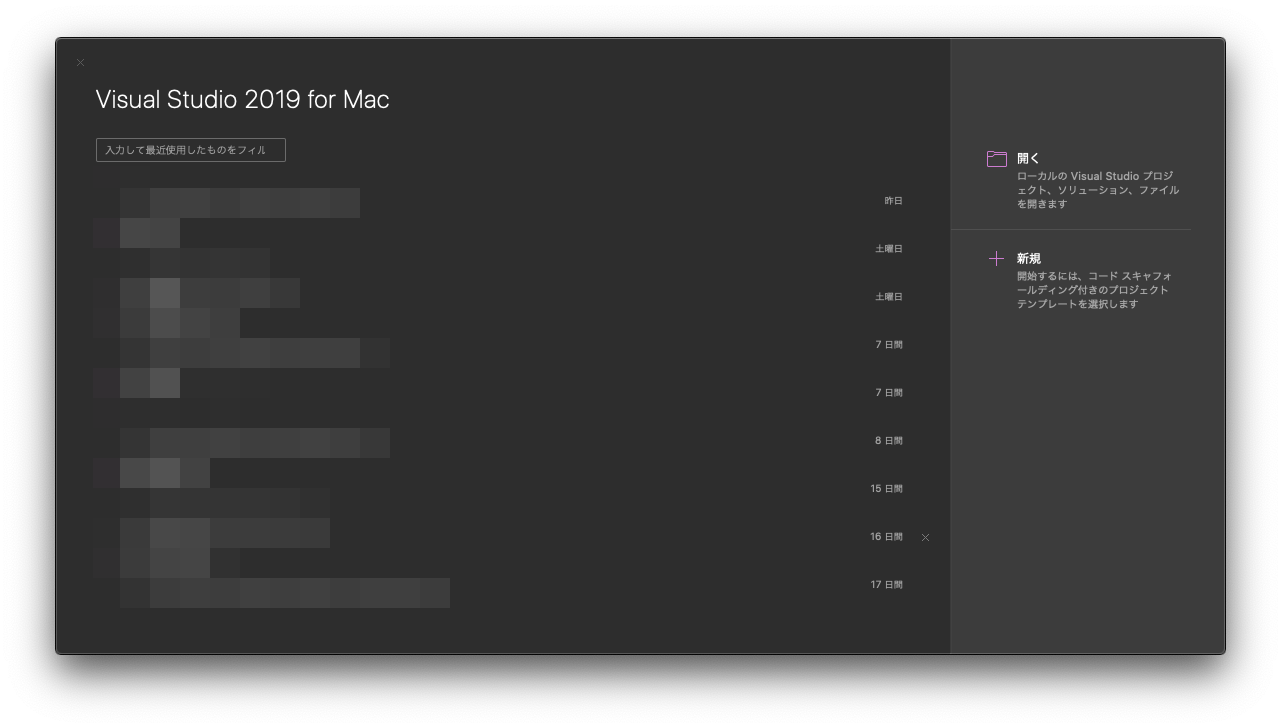 Visual Studio 2019 for Mac
入力して最近使用したものをフィル
昨日
土曜日
土曜日
7 日間
7 日間
8 日間
15 日間
16 日間
17 日間
開く
ローカルの Visual Studio プロジ
ェクト、ソリューション、ファイル
を開きます
新規
開始するには、コード スキャフォ
ールディング付きのプロジェクト
テンプレートを選択します